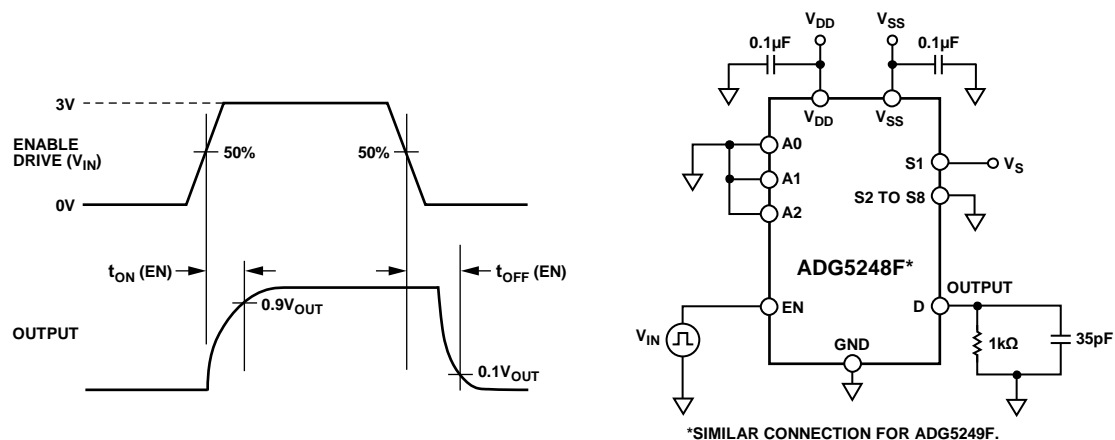 3V
ENABLE
DRIVE (VIN)
50%
50%
0V
tON (EN)
tOFF (EN)
0.9VOUT
OUTPUT
0.1VOUT
VDD
VSS
0.1µF
0.1µF
VDD
VSS
A0
A1
A2
S1
VS
S2 TO S8
ADG5248F*
OUTPUT
EN
D
VIN
GND
1kΩ
35pF
*SIMILAR CONNECTION FOR ADG5249F.